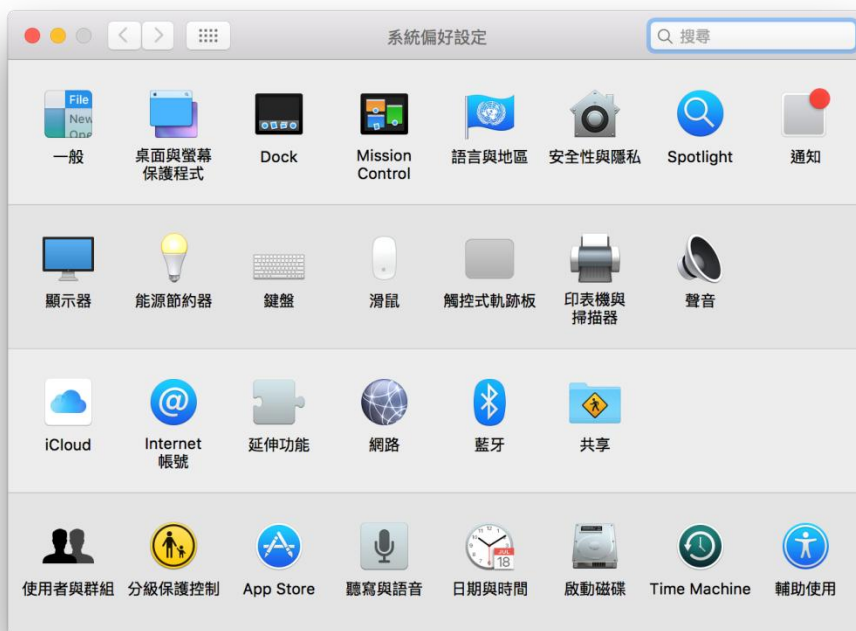 系統偏好設定
搜尋
File
New
Ope
一般
桌面與螢幕
保護程式
Dock
Mission
Control
語言與地區
安全性與隱私
Spotlight
通知
顯示器
能源節約器
鍵盤
滑鼠
觸控式軌跡板
印表機與
掃描器
聲音
iCloud
Internet
帳號
延伸功能
網路
藍牙
共享
使用者與群組
分級保護控制
App Store
聽寫與語音
JUL
18
日期與時間
啟動磁碟
Time Machine
輔助使用